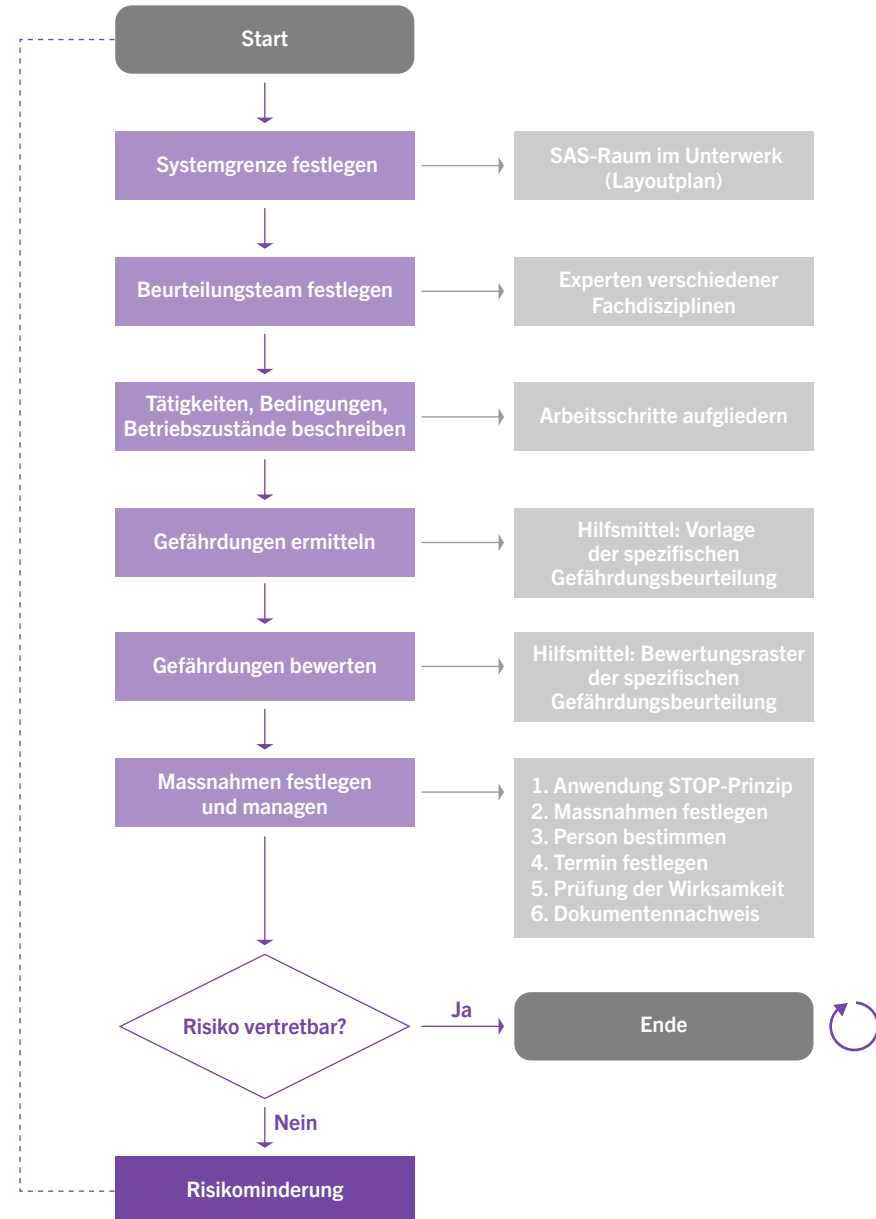 Start
Systemgrenze festlegen
SAS-Raum im Unterwerk
(Layoutplan)
Beurteilungsteam festlegen
Experten verschiedener
Fachdisziplinen
Tätigkeiten, Bedingungen,
Betriebszustände beschreiben
Arbeitsschritte aufgliedern
Gefährdungen ermitteln
Hilfsmittel: Vorlage
der spezifischen
Gefährdungsbeurteilung
Gefährdungen bewerten
Hilfsmittel: Bewertungsraster
der spezifischen
Gefährdungsbeurteilung
Massnahmen festlegen
und managen
1. Anwendung STOP-Prinzip
2. Massnahmen festlegen
3. Person bestimmen
4. Termin festlegen
5. Prüfung der Wirksamkeit
6. Dokumentennachweis
Risiko vertretbar?
Ja
Ende
Nein
Risikominderung